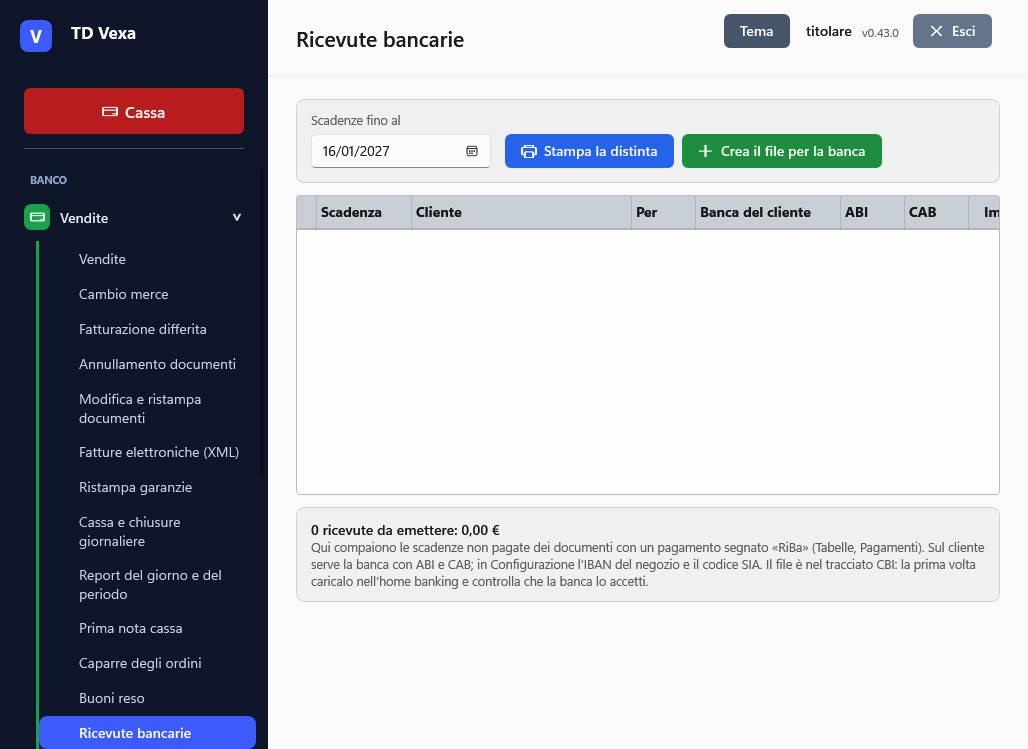 V TD Vexa
Cassa
BANCO
Vendite
Vendite
Cambio merce
Fatturazione differita
Annullamento documenti
Modifica e ristampa
documenti
Fatture elettroniche (XML)
Ristampa garanzie
Cassa e chiusure
giornaliere
Report del giorno e del
periodo
Prima nota cassa
Caparre degli ordini
Buoni reso
Ricevute bancarie
Ricevute bancarie
Tema titolare v0.43.0 Esci
Scadenze fino al
16/01/2027 Stampa la distinta Crea il file per la banca
Scadenza Cliente Per Banca del cliente ABI CAB Im
0 ricevute da emettere: 0,00 €
Qui compaiono le scadenze non pagate dei documenti con un pagamento segnato «RiBa» (Tabelle, Pagamenti). Sul cliente
serve la banca con ABI e CAB; in Configurazione l'IBAN del negozio e il codice SIA. Il file è nel tracciato CBI: la prima volta
caricalo nell'home banking e controlla che la banca lo accetti.